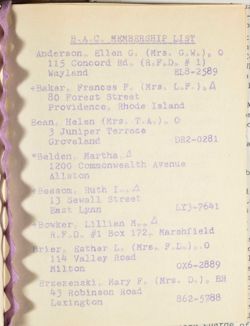 B.A.C. MEMBERSHIP LIST
Anderson, Ellen G. (Mrs. G.W.), O
115 Concord Rd. (R.F.D. # 1)
Wayland EL8-2589
*Baker, Frances F. (Mrs. L.F.), Δ
80 Forest Street
Providence, Rhode Island
Bean, Helen (Mrs. T.A.), O
3 Juniper Terrace
Groveland DR2-0281
*Belden, Martha, Δ
1200 Commonwealth Avenue
Allston
*Bessom, Ruth I., Δ
13 Sewall Street
East Lynn LY3-7641
*Bowker, Lillian M., Δ
R.F.D. #1 Box 172, Marshfield
Brier, Esther L. (Mrs. F.D.), O
114 Valley Road
Milton OX6-2889
Brzezenski, Mary F. (Mrs. D.), EH
43 Robinson Road
Lexington 862-5788